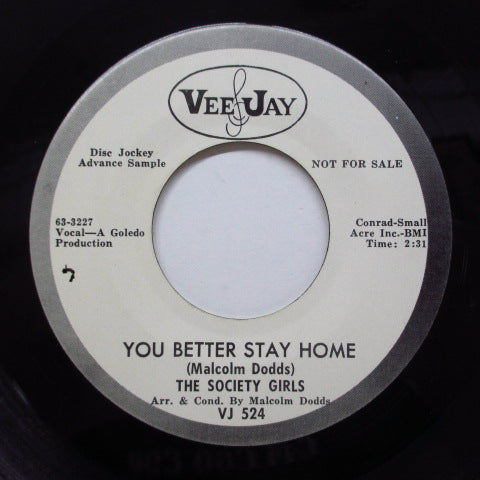 VEE JAY
Disc Jockey
Advance Sample
NOT FOR SALE
63-3227
Vocal—A Goledo
Production
Conrad-Small
Acre Inc.-BMI
Time: 2:31
YOU BETTER STAY HOME
(Malcolm Dodds)
THE SOCIETY GIRLS
Arr. & Cond. By Malcolm Dodds
VJ 524